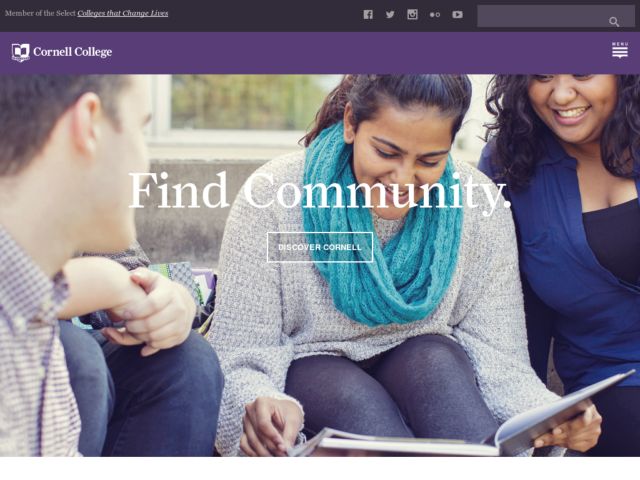 Member of the Select Colleges that Change Lives
Cornell College
MENU
Find Community.
DISCOVER CORNELL